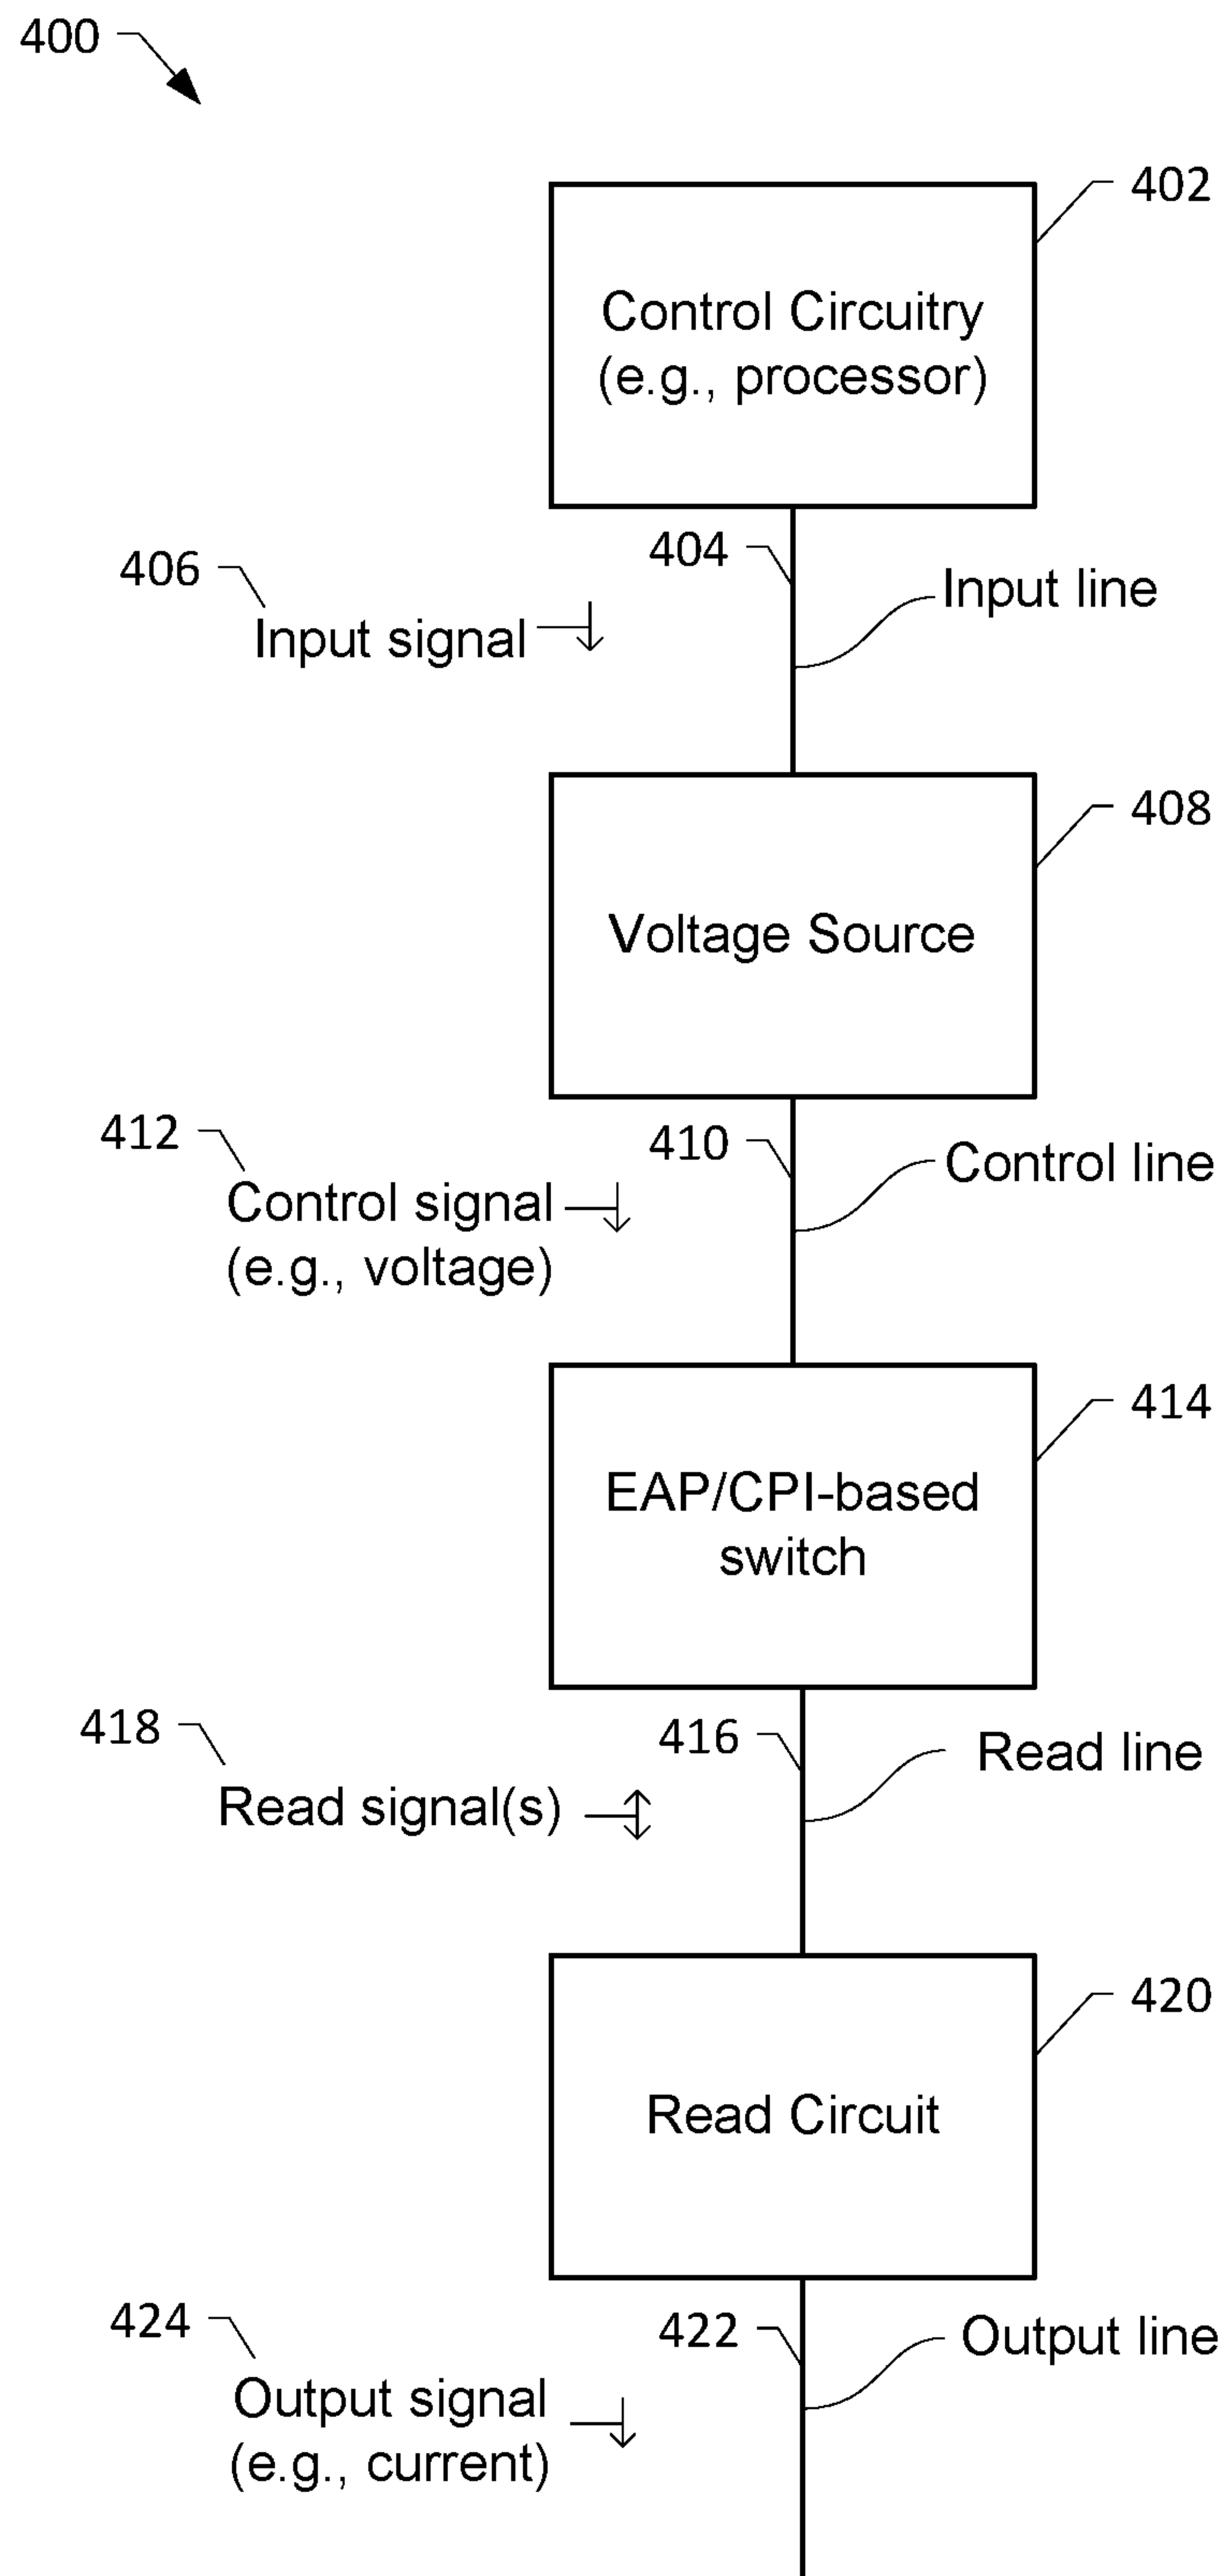 400
402
Control Circuitry
(e.g., processor)
404
406
Input line
Input signal
408
Voltage Source
412
410
Control line
Control signal
(e.g., voltage)
414
EAP/CPI-based
switch
418
416
Read line
Read signal(s)
420
Read Circuit
424
422
Output line
Output signal
(e.g., current)